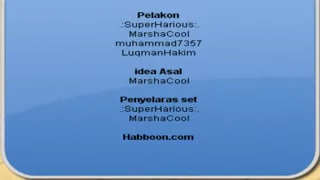 Pelakon
.:SuperHarious:.
MarshaCool
muhammad7357
LuqmanHakim
idea Asal
MarshaCool
Penyelaras set
.:SuperHarious:.
MarshaCool
Habboon.com